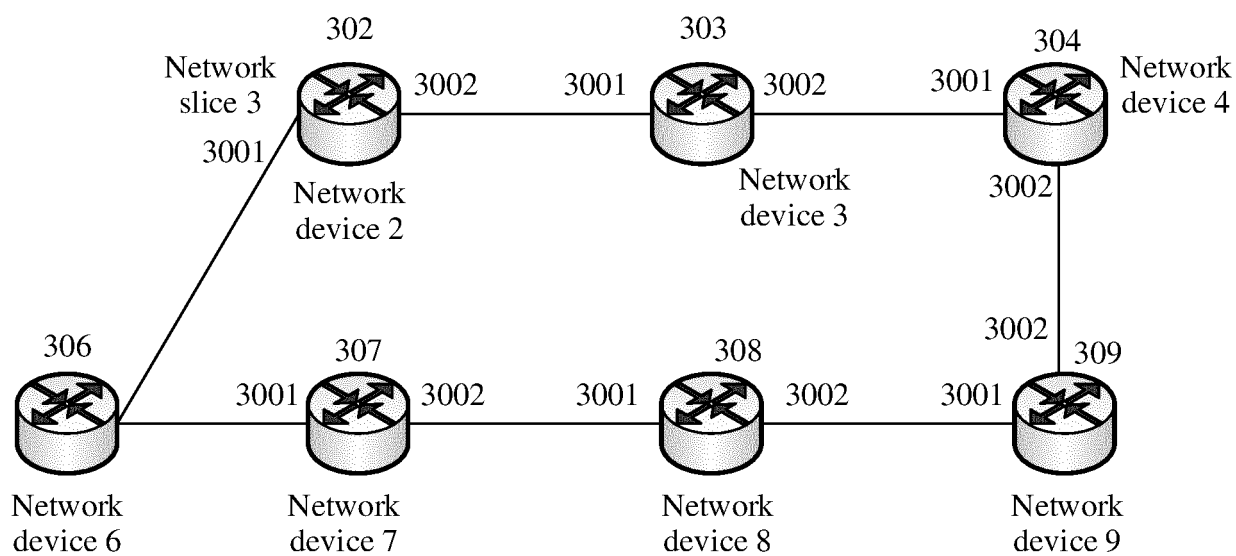 302
303
304
Network
slice 3
3002
3001
3002
3001
Network
device 4
3001
Network
device 2
Network
device 3
3002
3002
306
307
308
309
3001
3002
3001
3002
3001
Network
device 6
Network
device 7
Network
device 8
Network
device 9